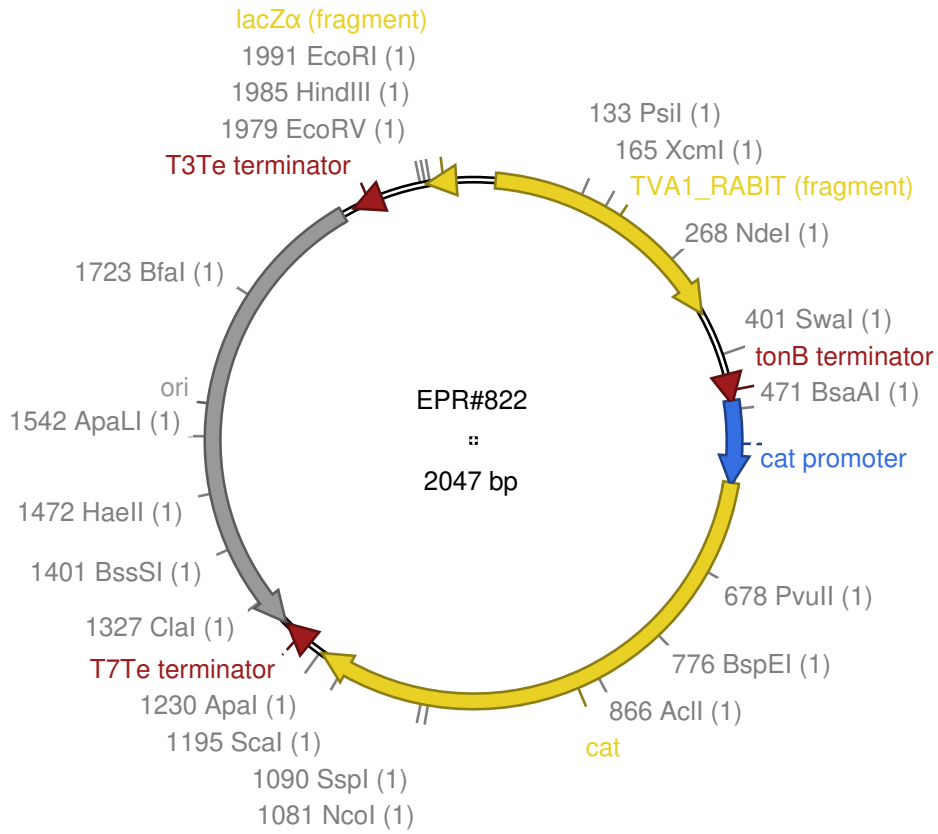 lacZα (fragment)
1991 EcoRI (1)
1985 HindIII (1)
1979 EcoRV (1)
T3Te terminator
133 PsiI (1)
165 XcmI (1)
TVA1_RABIT (fragment)
268 NdeI (1)
1723 BfaI (1)
401 SwaI (1)
tonB terminator
471 BsaAI (1)
ori
EPR#822
1542 ApaLI (1)
cat promoter
2047 bp
1472 HaeII (1)
1401 BssSI (1)
678 PvuII (1)
1327 ClaI (1)
776 BspEI (1)
T7Te terminator
1230 ApaI (1)
866 AclI (1)
1195 ScaI (1)
cat
1090 SspI (1)
1081 NcoI (1)